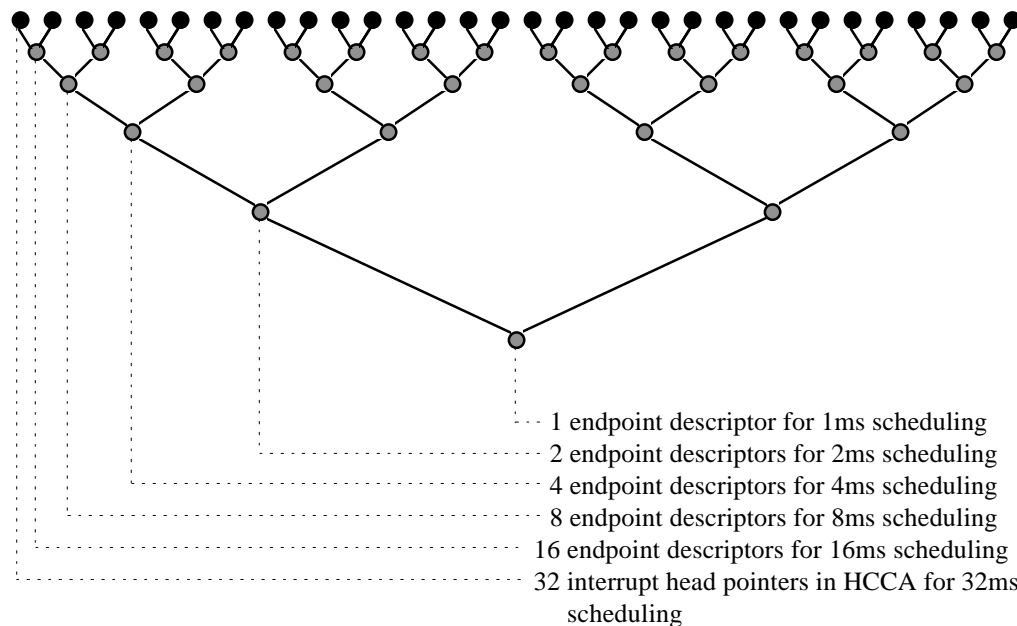 1 endpoint descriptor for 1ms scheduling
2 endpoint descriptors for 2ms scheduling
4 endpoint descriptors for 4ms scheduling
8 endpoint descriptors for 8ms scheduling
16 endpoint descriptors for 16ms scheduling
32 interrupt head pointers in HCCA for 32ms
scheduling